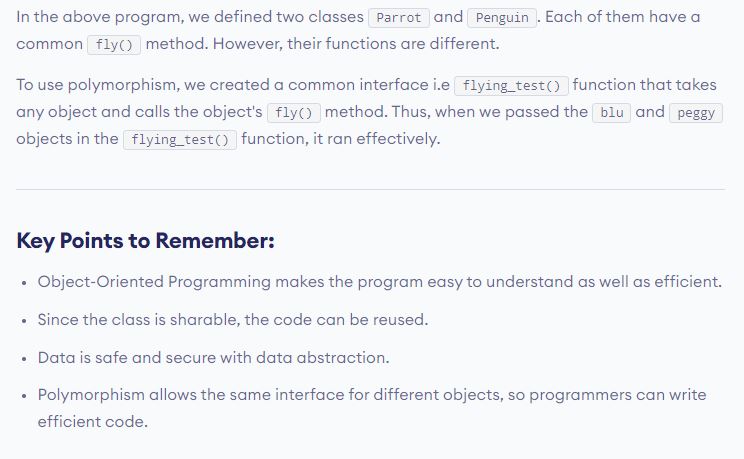 In the above program, we defined two classes Parrot and Penguin. Each of them have a
common fly() method. However, their functions are different.
To use polymorphism, we created a common interface i.e flying_test() function that takes
any object and calls the object's fly() method. Thus, when we passed the blu and peggy
objects in the flying_test() function, it ran effectively.
Key Points to Remember:
• Object-Oriented Programming makes the program easy to understand as well as efficient.
• Since the class is sharable, the code can be reused.
• Data is safe and secure with data abstraction.
• Polymorphism allows the same interface for different objects, so programmers can write
efficient code.